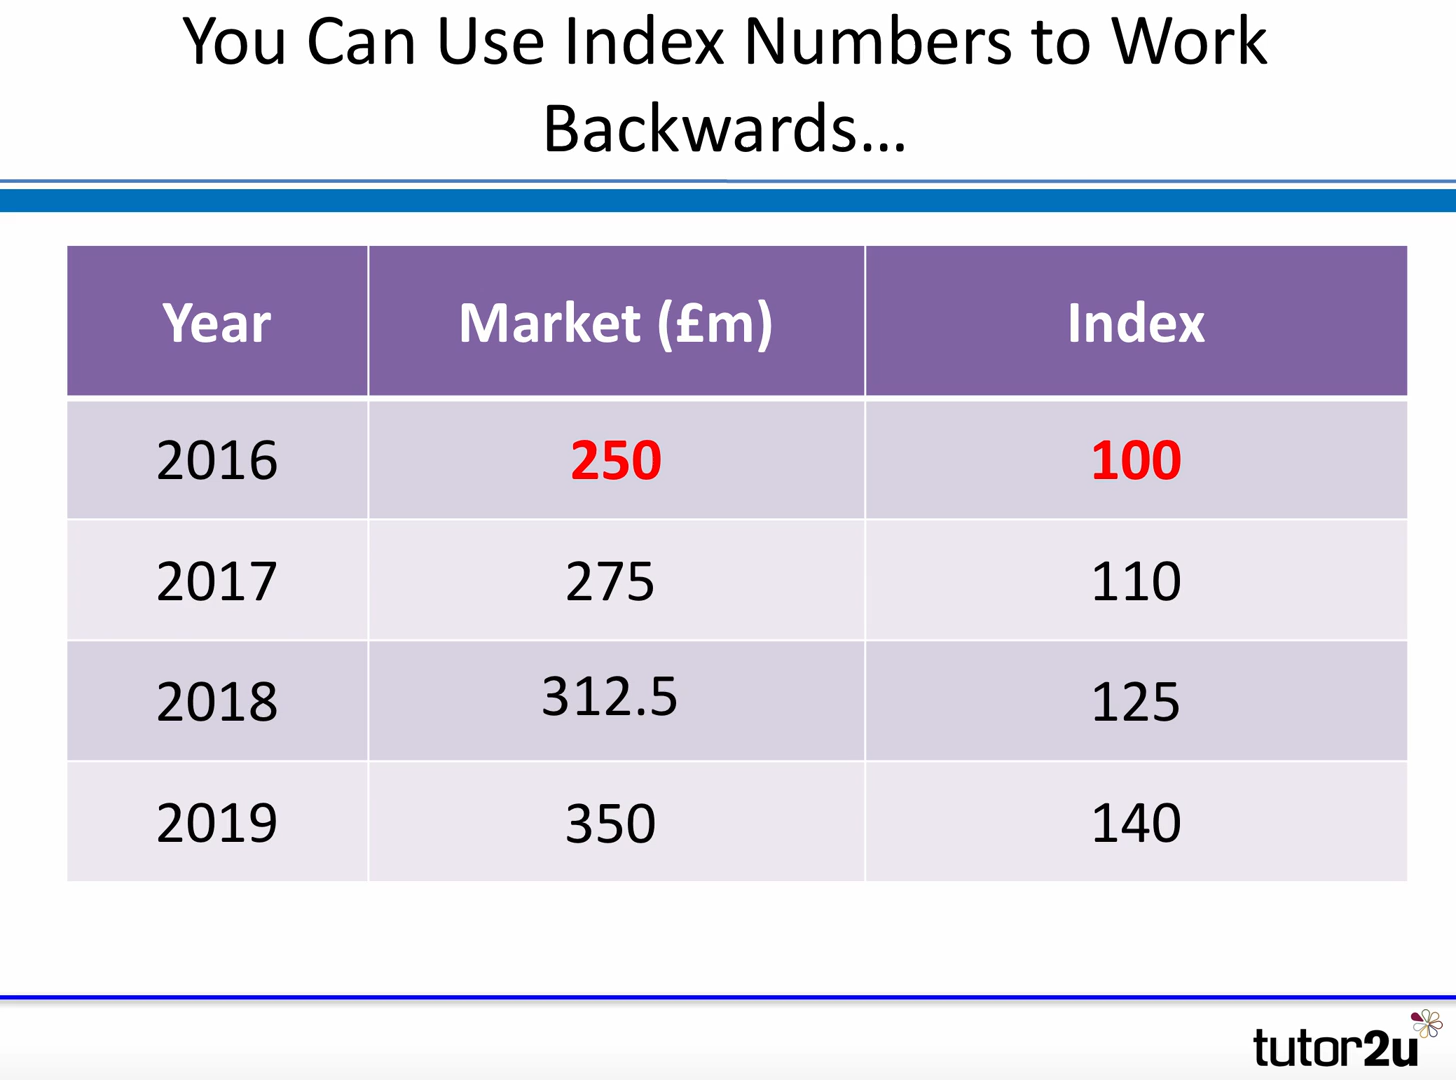 You Can Use Index Numbers to Work
Backwards...
Year Market (£m) Index
2016 250 100
2017 275 110
2018 312.5 125
2019 350 140
tutor2u